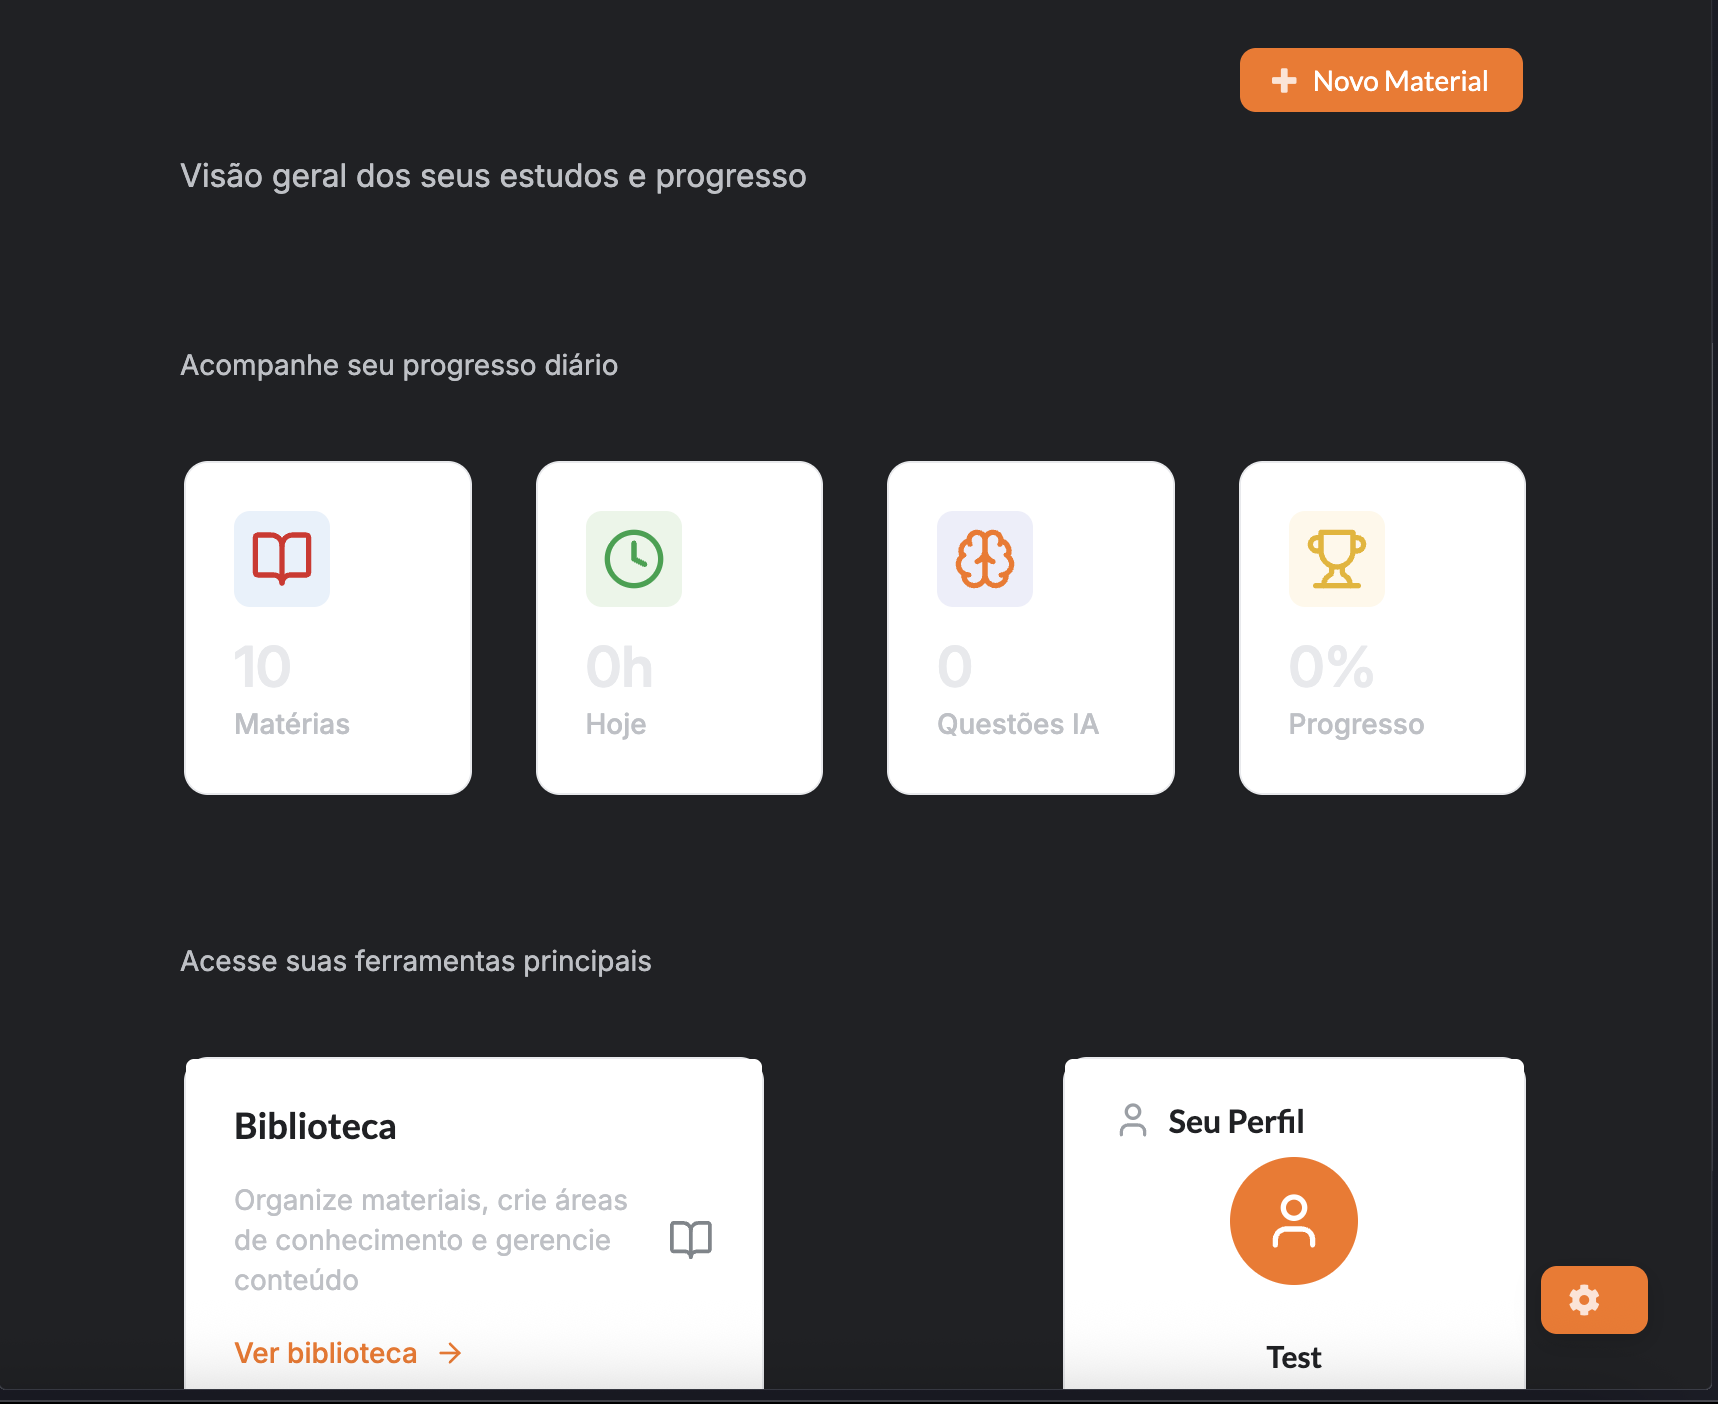 Novo Material
Visão geral dos seus estudos e progresso
Acompanhe seu progresso diário
10
Matérias
0h
Hoje
0
Questões IA
0%
Progresso
Acesse suas ferramentas principais
Biblioteca
Organize materiais, crie áreas
de conhecimento e gerencie
conteúdo
Ver biblioteca
Seu Perfil
Test